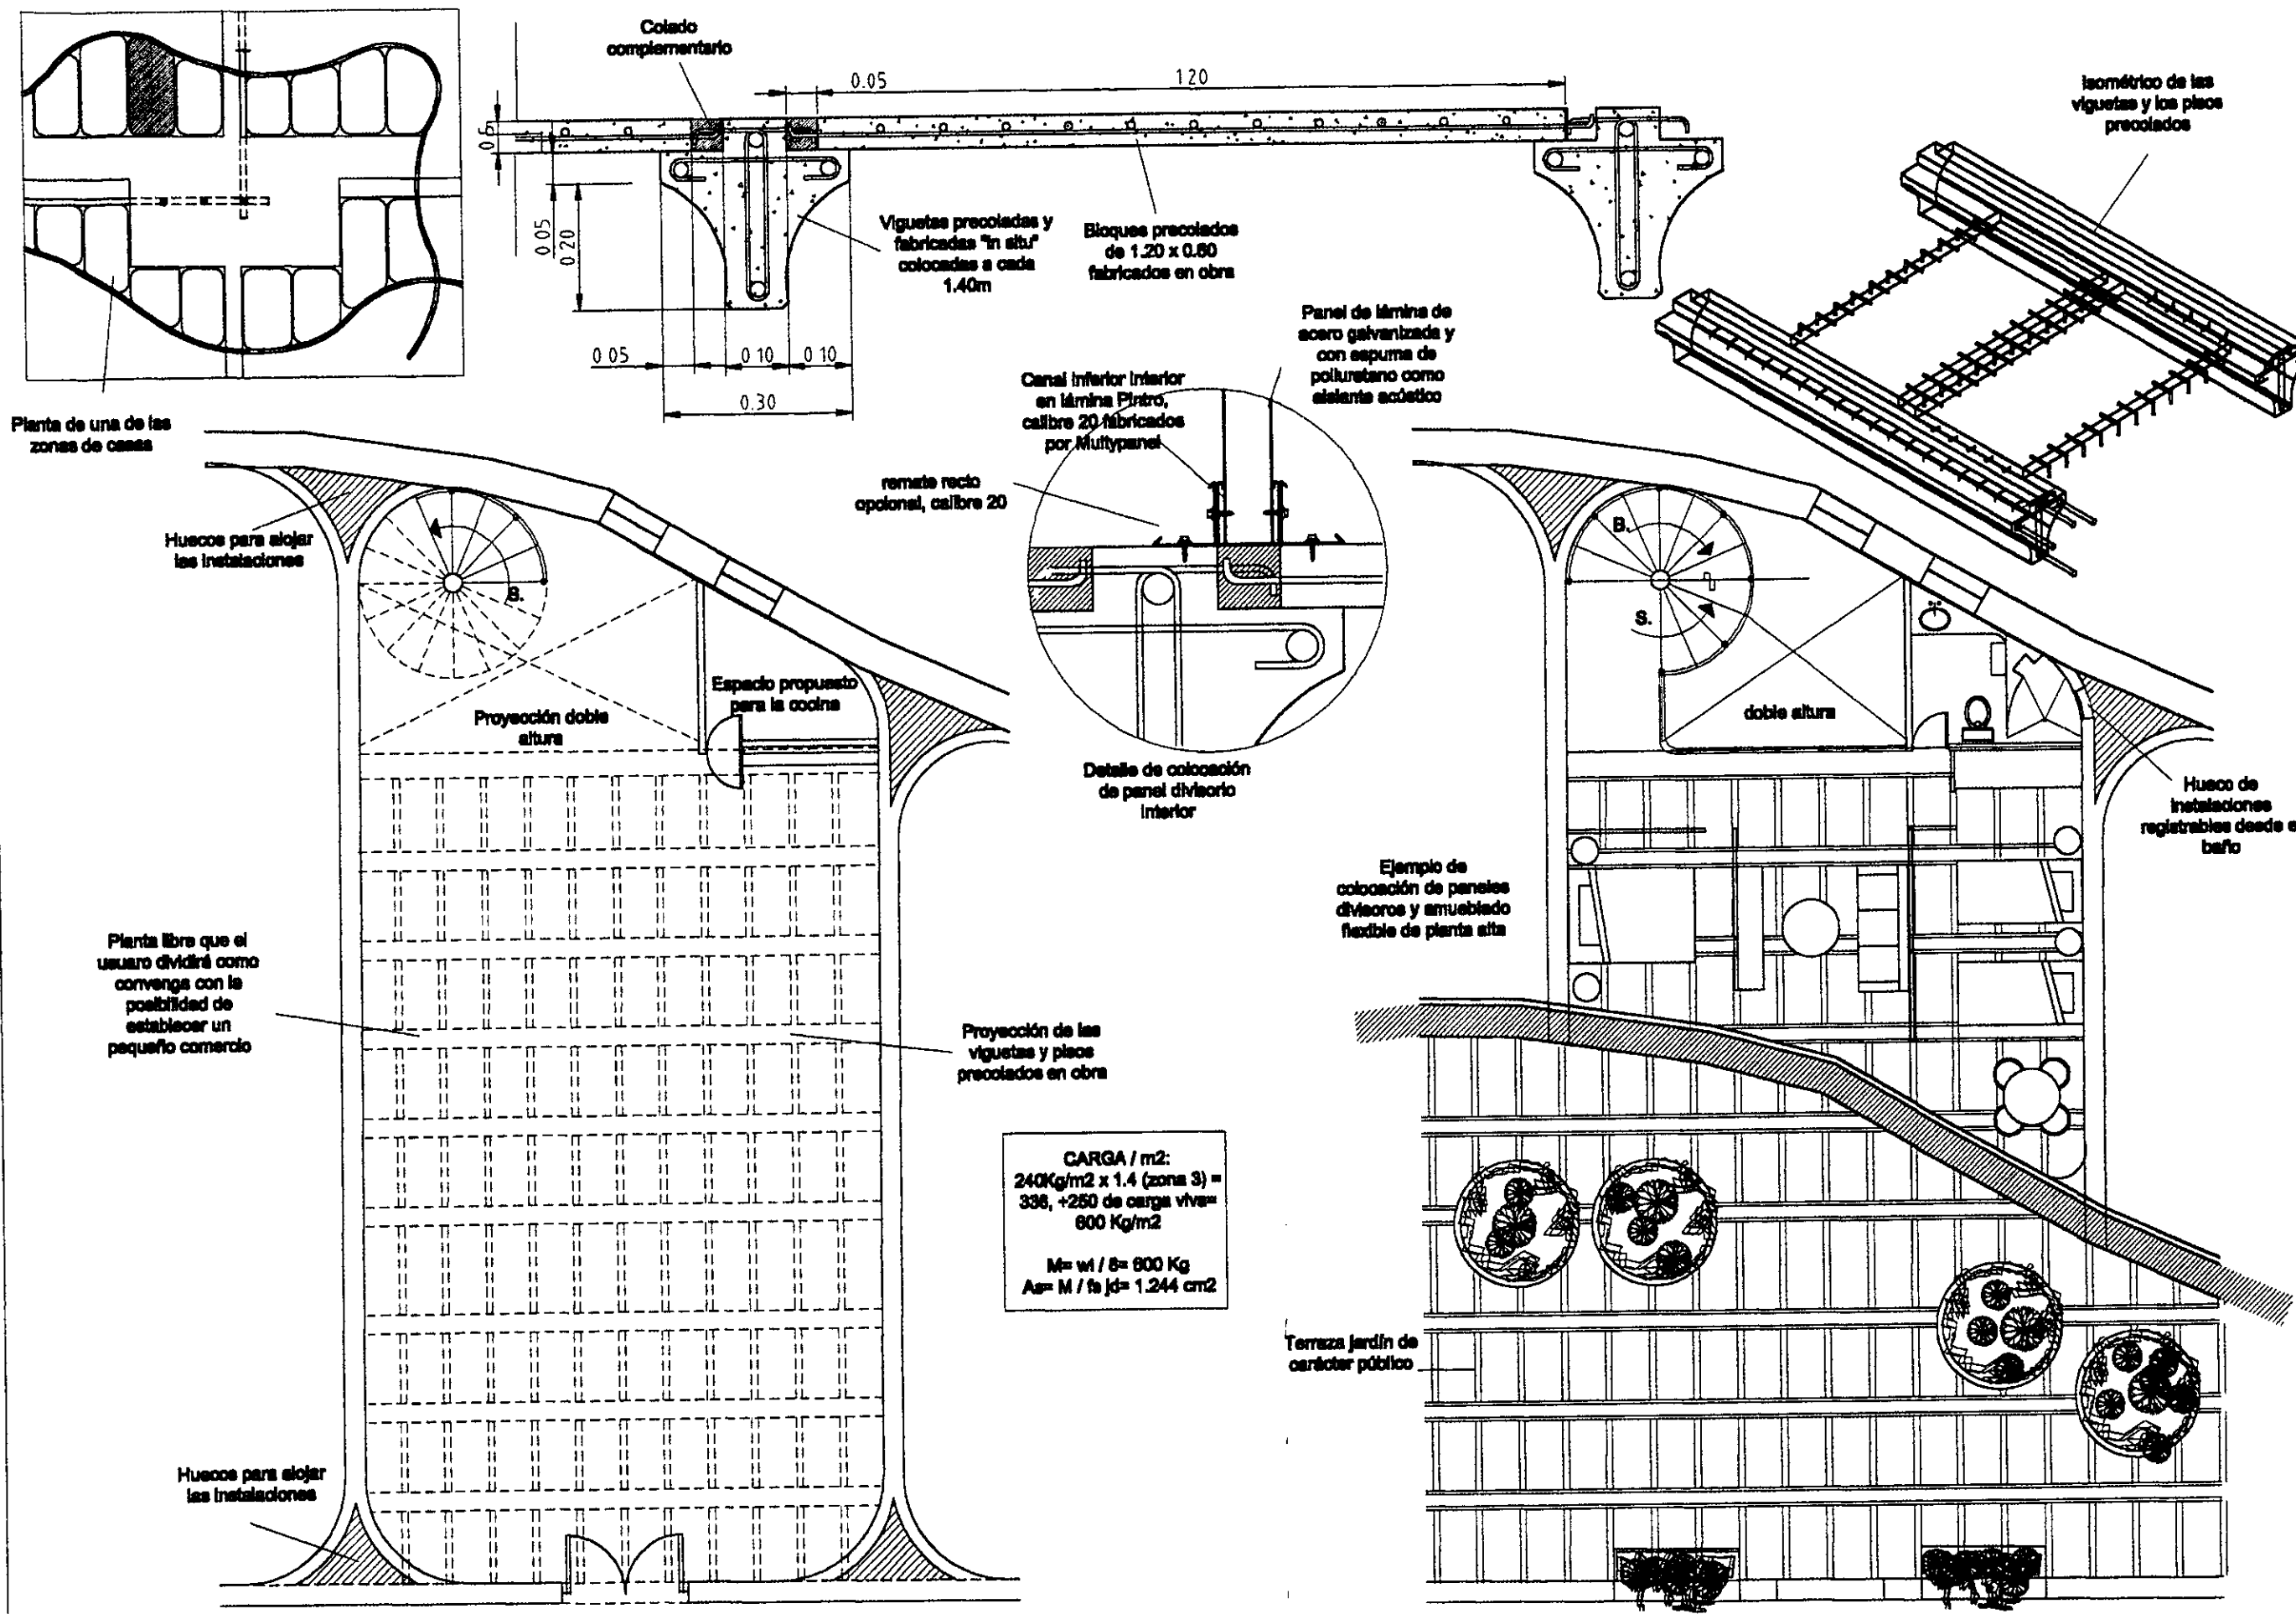 Colado
complementario
0.05
120
Isométrico de las
viguetas y los pisos
precolados
0 05
0 20
Viguetas precoladas y
fabricadas "in situ"
colocadas a cada
1.40m
Bloques precolados
de 1.20 x 0.60
fabricados en obra
0 05
0 10
0 10
0.30
Panel de lámina de
acero galvanizada y
con espuma de
poliuretano como
aislante acústico
Canal inferior interior
en lámina Pintro,
calibre 20 fabricados
por Multypanel
remate recto
opcional, calibre 20
Planta de una de las
zonas de casas
Huecos para alojar
las instalaciones
S.
B.
S.
Espacio propuesto
para la cocina
Proyección doble
altura
doble altura
Detalle de colocación
de panel divisorio
interior
Hueco de
instalaciones
registrables desde e
baño
Ejemplo de
colocación de paneles
divisoros y amueblado
flexible de planta alta
Planta libre que el
usuaro dividirá como
convenga con la
posibilidad de
establecer un
pequeño comercio
Proyección de las
viguetas y pisos
precolados en obra
CARGA / m2:
240Kg/m2 x 1.4 (zona 3) =
336, +250 de carga viva=
600 Kg/m2
M= wl / 8= 600 Kg
As= M / fs jd= 1.244 cm2
Terraza jardín de
carácter público
Huecos para alojar
las instalaciones